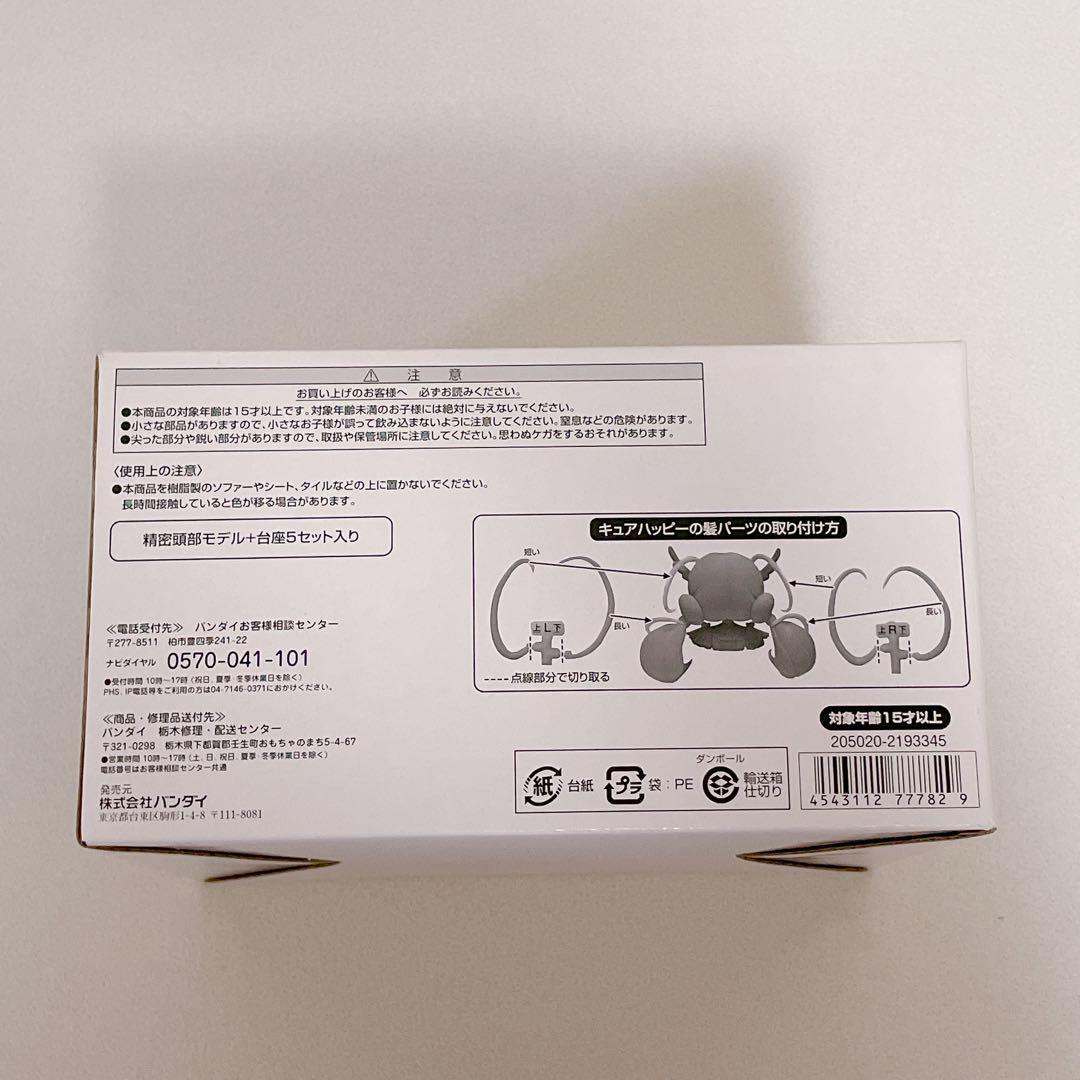 ⚠ 注 意
お買い上げのお客様へ 必ずお読みください。
●本商品の対象年齢は15才以上です。対象年齢未満のお子様には絶対に与えないでください。
●小さな部品がありますので、小さなお子様が誤って飲み込まないように注意してください。窒息などの危険があります。
●尖った部分や鋭い部分がありますので、取扱や保管場所に注意してください。思わぬケガをするおそれがあります。
〈使用上の注意〉
●本商品を樹脂製のソファーやシート、タイルなどの上に置かないでください。
長時間接触していると色が移る場合があります。
精密頭部モデル+台座5セット入り
キュアハッピーの髪パーツの取り付け方
短い
短い
長い
長い
上L下
上R下
----点線部分で切り取る
≪電話受付先≫ バンダイお客様相談センター
〒277-8511 柏市豊四季241-22
ナビダイヤル 0570-041-101
●受付時間 10時〜17時 (祝日、夏季・冬季休業日を除く)
PHS、IP電話等をご利用の方は04-7146-0371におかけください。
≪商品・修理品送付先≫
バンダイ 栃木修理・配送センター
〒321-0298 栃木県下都賀郡壬生町おもちゃのまち5-4-67
●営業時間 10時〜17時 (土、日、祝日、夏季・冬季休業日を除く)
電話番号はお客様相談センター共通
発売元
株式会社バンダイ
東京都台東区駒形1-4-8 〒111-8081
対象年齢15才以上
205020-2193345
紙 台紙
プラ 袋:PE
ダンボール
輸送箱
仕切り
4543112 77782 9